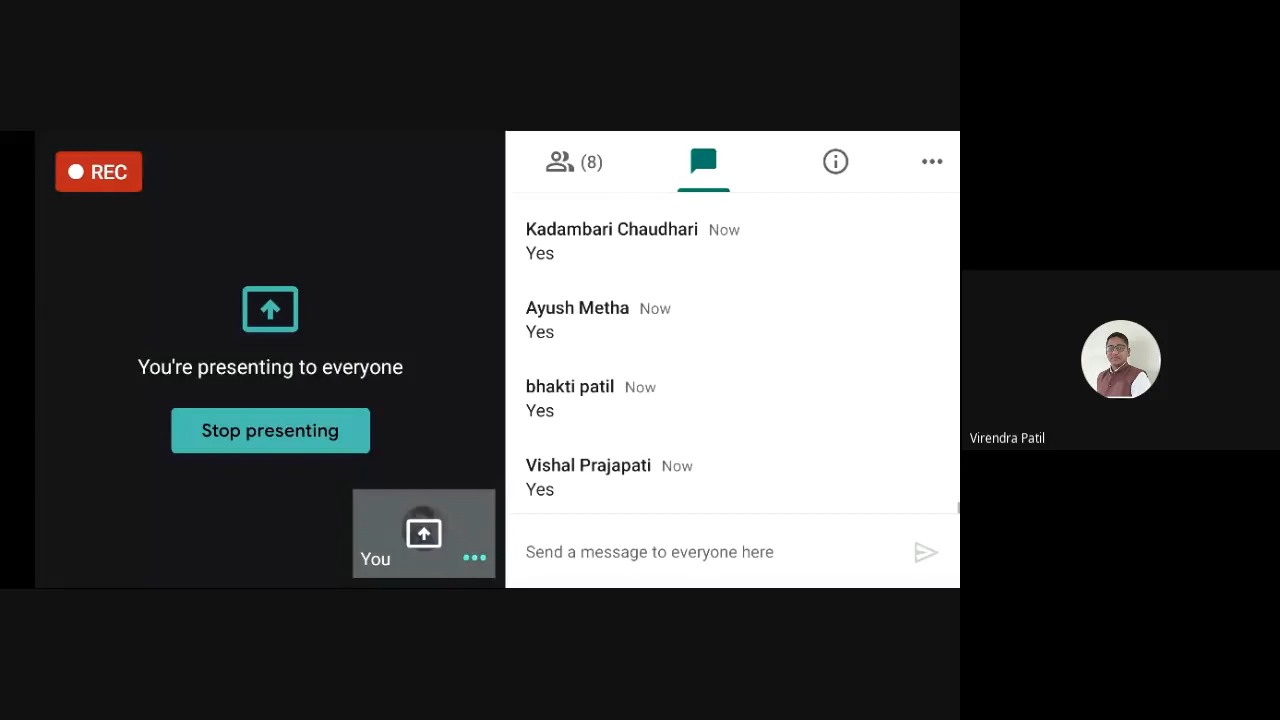 REC
You're presenting to everyone
Stop presenting
You
(8)
Kadambari Chaudhari Now
Yes
Ayush Metha Now
Yes
bhakti patil Now
Yes
Vishal Prajapati Now
Yes
Send a message to everyone here
Virendra Patil